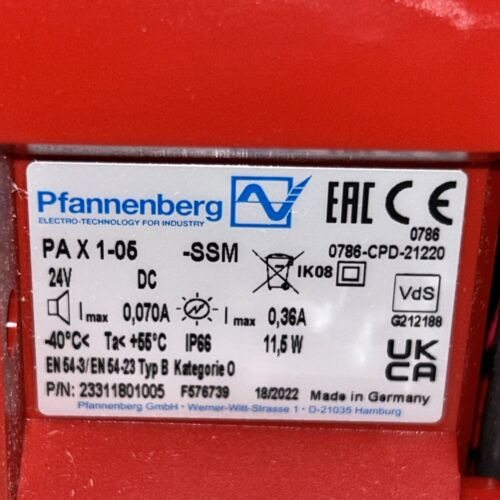 Pfannenberg
ELECTRO-TECHNOLOGY FOR INDUSTRY
EAC CE
0786
PA X 1-05 -SSM
0786-CPD-21220
24V DC
IK08
VdS
I max 0,070A I max 0,36A
G212188
-40°C< Ta< +55°C IP66 11,5 W
UK
CA
EN 54-3/EN 54-23 Typ B Kategorie O
P/N: 23311801005 F576739 18/2022 Made in Germany
Pfannenberg GmbH · Werner-Witt-Strasse 1 · D-21035 Hamburg